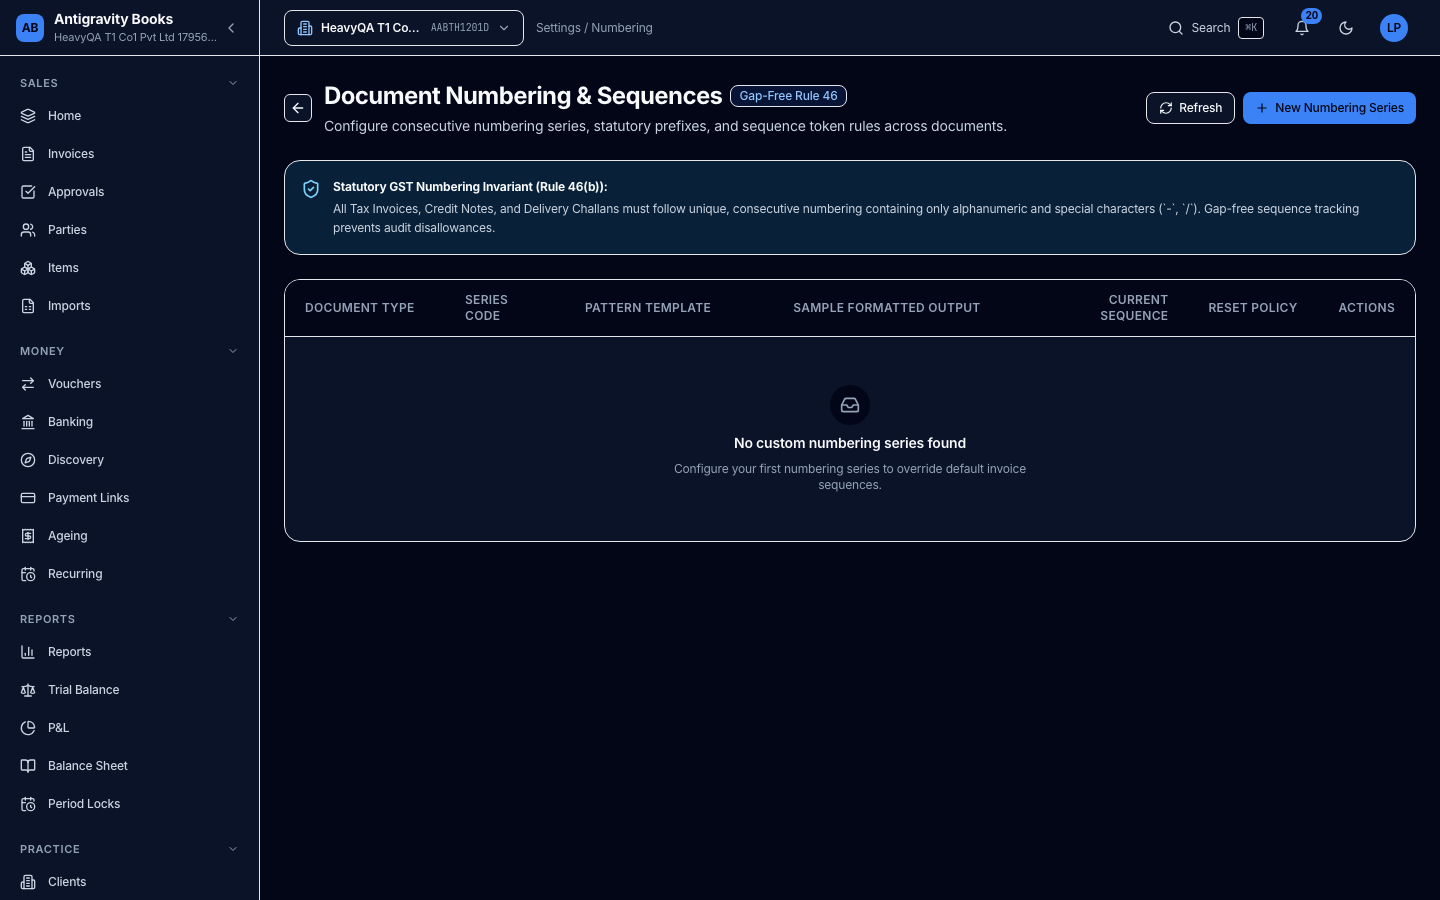 AB
Antigravity Books
HeavyQA T1 Co1 Pvt Ltd 17956...
HeavyQA T1 Co... AABTH1201D
Settings / Numbering
Search ⌘K
20
LP
SALES
Home
Invoices
Approvals
Parties
Items
Imports
MONEY
Vouchers
Banking
Discovery
Payment Links
Ageing
Recurring
REPORTS
Reports
Trial Balance
P&L
Balance Sheet
Period Locks
PRACTICE
Clients
Document Numbering & Sequences Gap-Free Rule 46
Configure consecutive numbering series, statutory prefixes, and sequence token rules across documents.
Refresh
New Numbering Series
Statutory GST Numbering Invariant (Rule 46(b)):
All Tax Invoices, Credit Notes, and Delivery Challans must follow unique, consecutive numbering containing only alphanumeric and special characters (`-`, `/`). Gap-free sequence tracking
prevents audit disallowances.
DOCUMENT TYPE
SERIES
CODE
PATTERN TEMPLATE
SAMPLE FORMATTED OUTPUT
CURRENT
SEQUENCE
RESET POLICY
ACTIONS
No custom numbering series found
Configure your first numbering series to override default invoice
sequences.